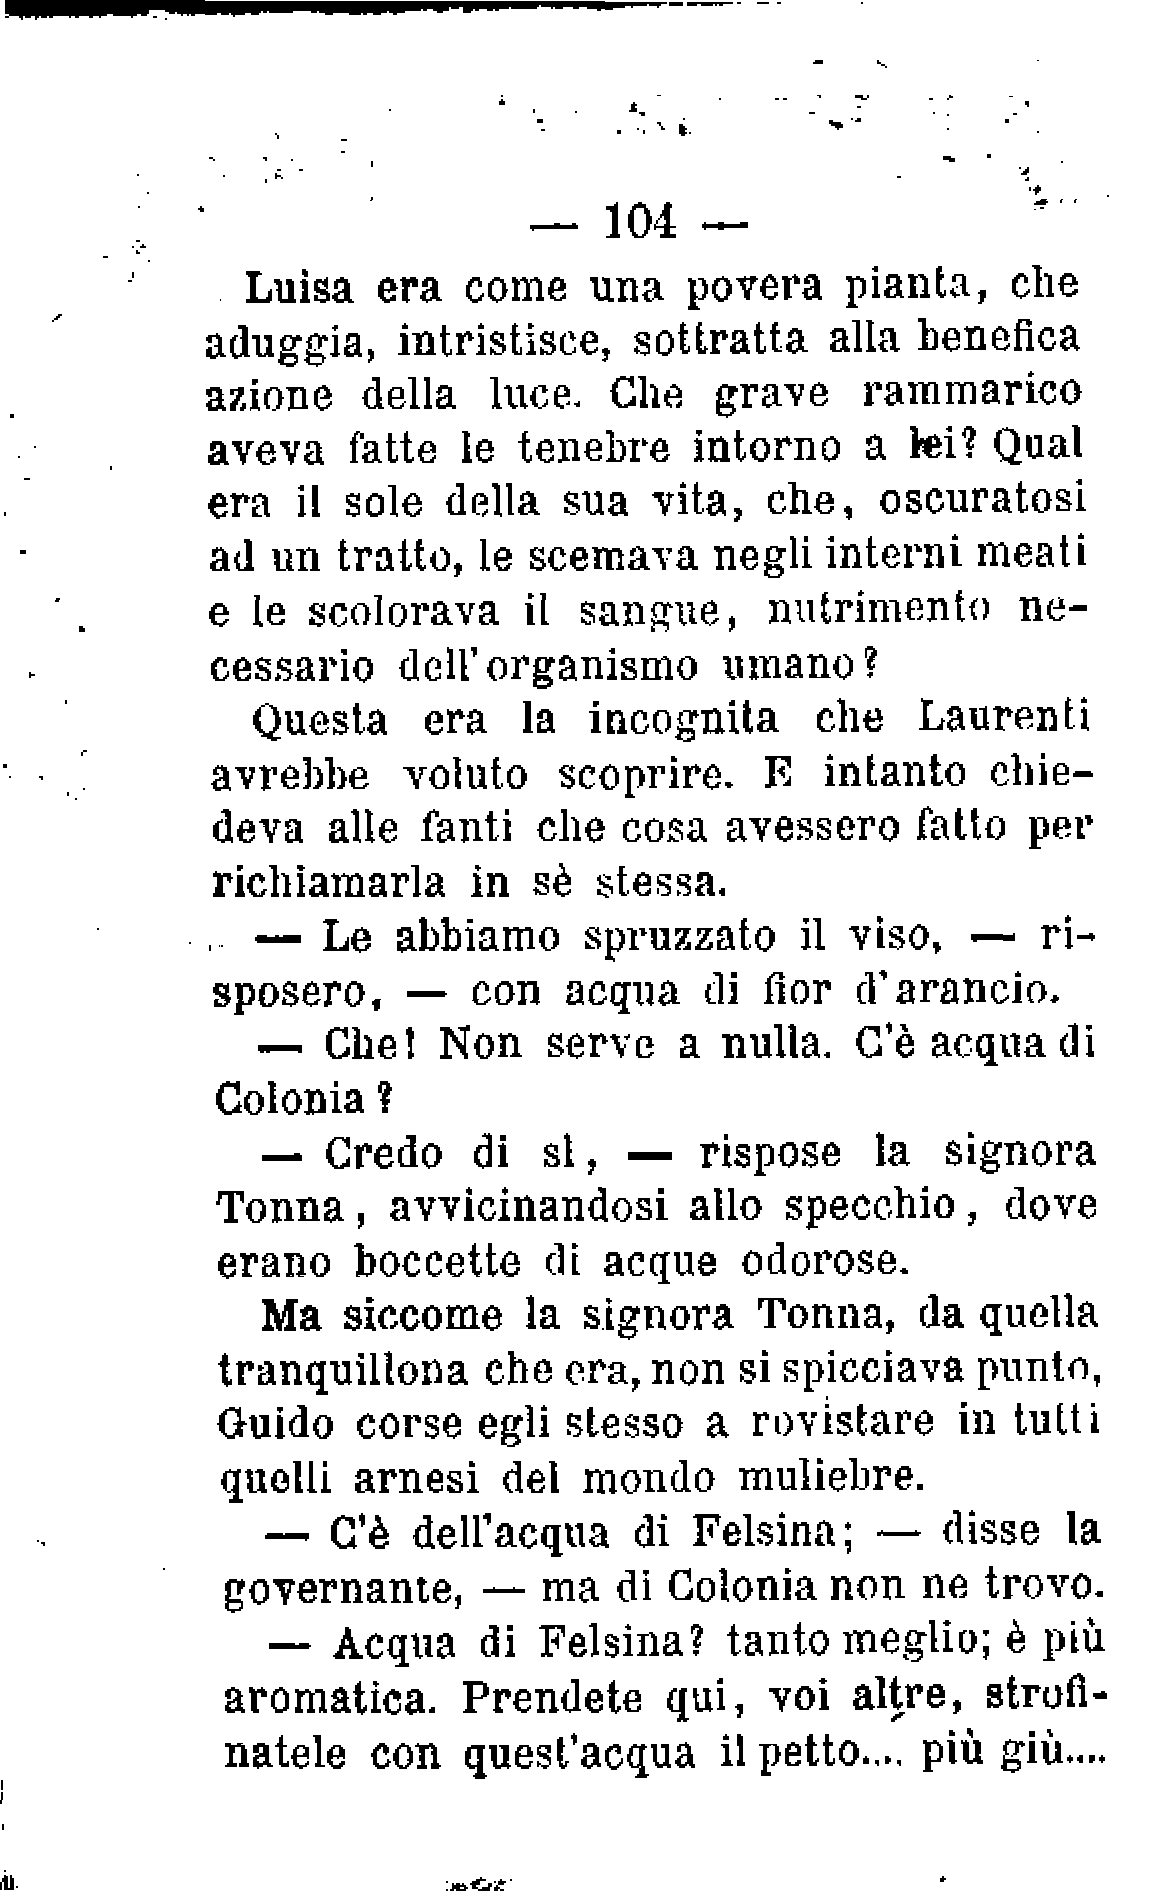 — 104 —
Luisa era come una povera pianta, che
aduggia, intristisce, sottratta alla benefica
azione della luce. Che grave rammarico
aveva fatte le tenebre intorno a lei? Qual
era il sole della sua vita, che, oscuratosi
ad un tratto, le scemava negli interni meati
e le scolorava il sangue, nutrimento ne-
cessario dell'organismo umano?
Questa era la incognita che Laurenti
avrebbe voluto scoprire. E intanto chie-
deva alle fanti che cosa avessero fatto per
richiamarla in sè stessa.
— Le abbiamo spruzzato il viso, — ri-
sposero, — con acqua di fior d'arancio.
— Che! Non serve a nulla. C'è acqua di
Colonia?
— Credo di sì, — rispose la signora
Tonna, avvicinandosi allo specchio, dove
erano boccette di acque odorose.
Ma siccome la signora Tonna, da quella
tranquillona che era, non si spicciava punto,
Guido corse egli stesso a rovistare in tutti
quelli arnesi del mondo muliebre.
— C'è dell'acqua di Felsina; — disse la
governante, — ma di Colonia non ne trovo.
— Acqua di Felsina? tanto meglio; è più
aromatica. Prendete qui, voi altre, strofi-
natele con quest'acqua il petto.... più giù....